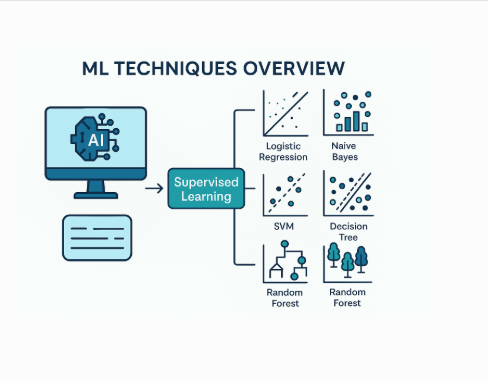 ML TECHNIQUES OVERVIEW
AI
Supervised
Learning
Logistic
Regression
Naive
Bayes
SVM
Decision
Tree
Random
Forest
Random
Forest